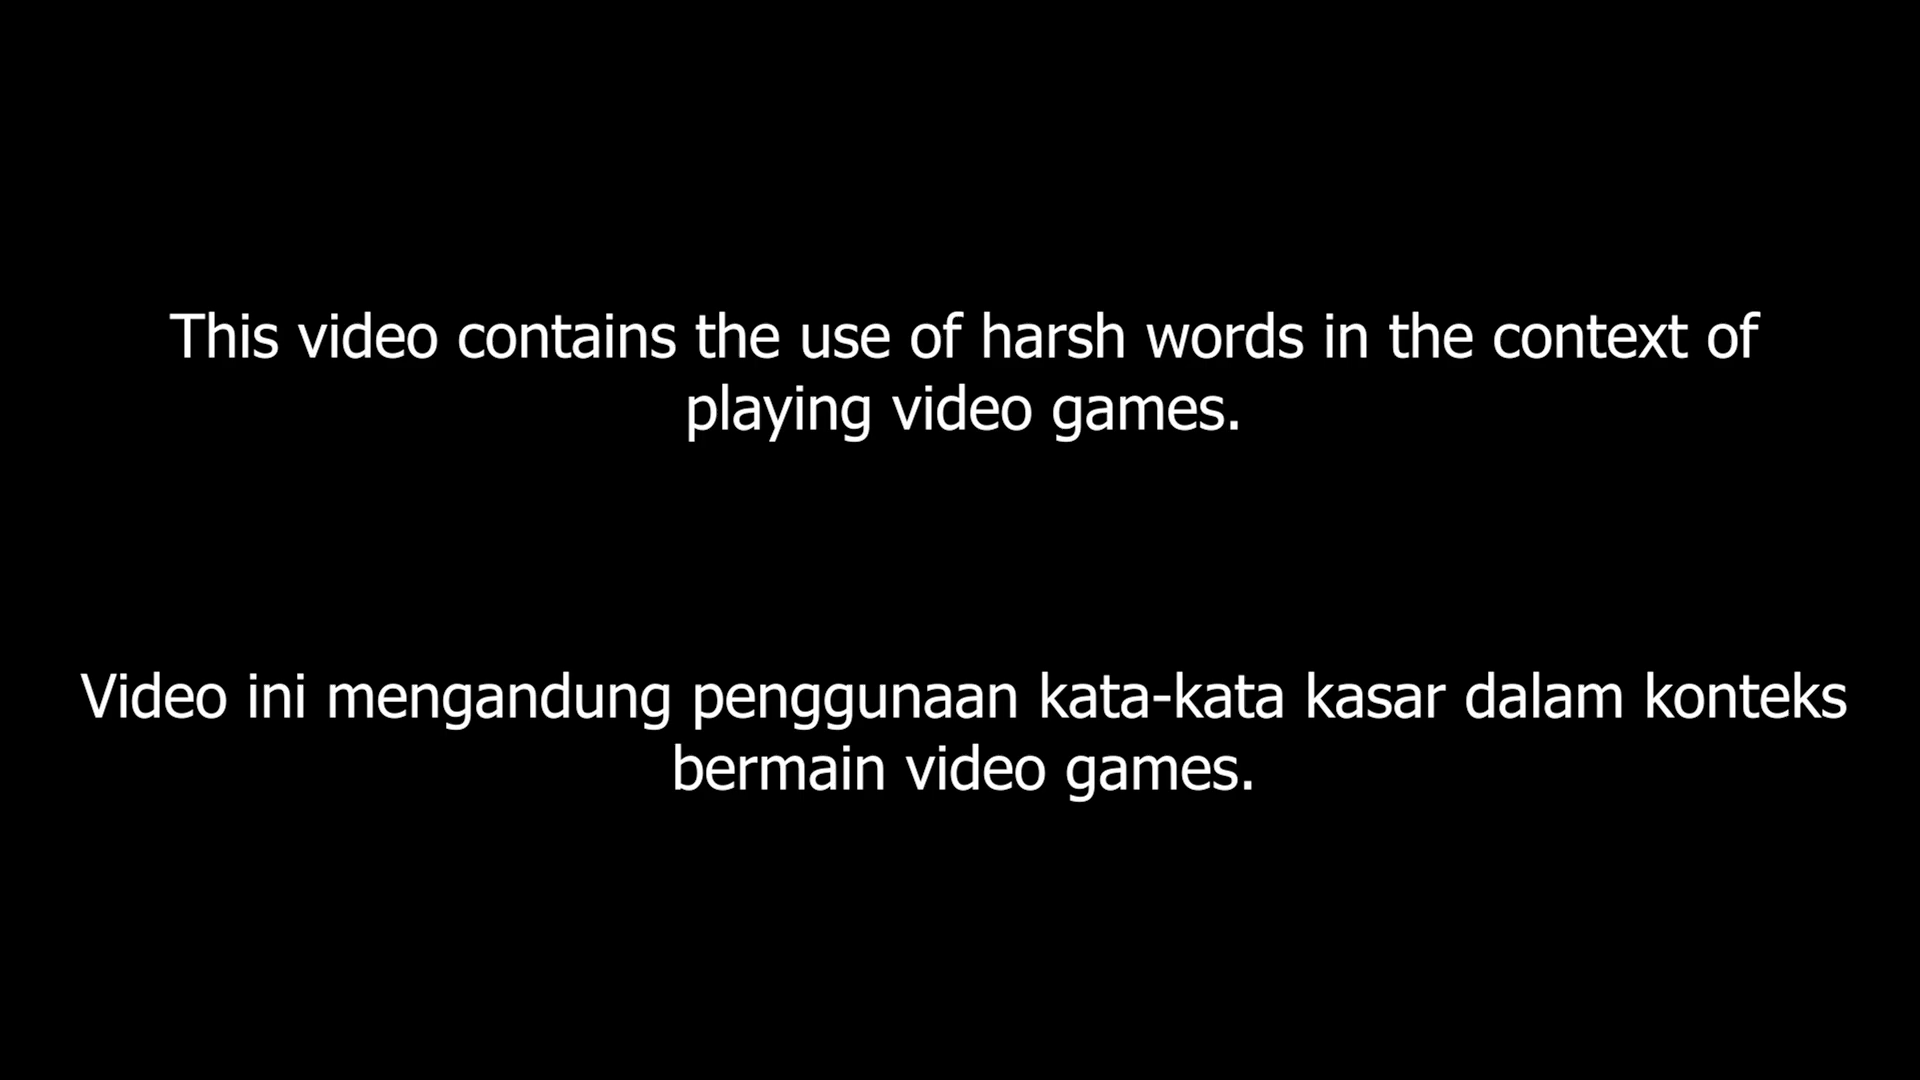 This video contains the use of harsh words in the context of
playing video games.
Video ini mengandung penggunaan kata-kata kasar dalam konteks
bermain video games.